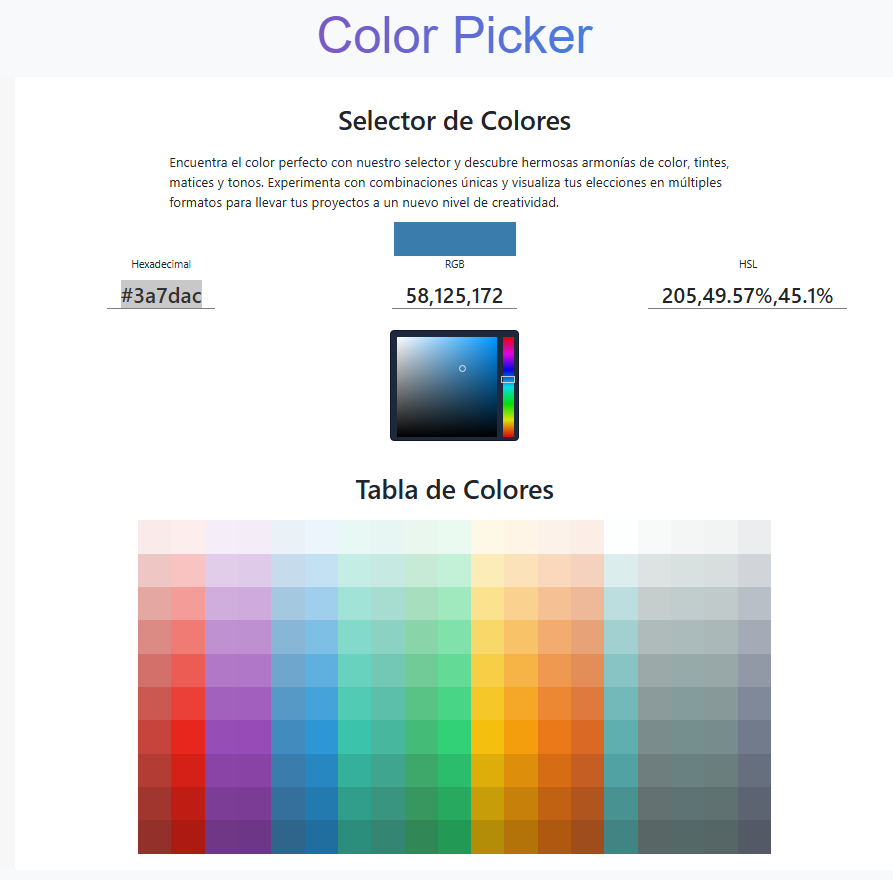 Color Picker
Selector de Colores
Encuentra el color perfecto con nuestro selector y descubre hermosas armonías de color, tintes,
matices y tonos. Experimenta con combinaciones únicas y visualiza tus elecciones en múltiples
formatos para llevar tus proyectos a un nuevo nivel de creatividad.
Hexadecimal
RGB
HSL
#3a7dac
58,125,172
205,49.57%,45.1%
Tabla de Colores